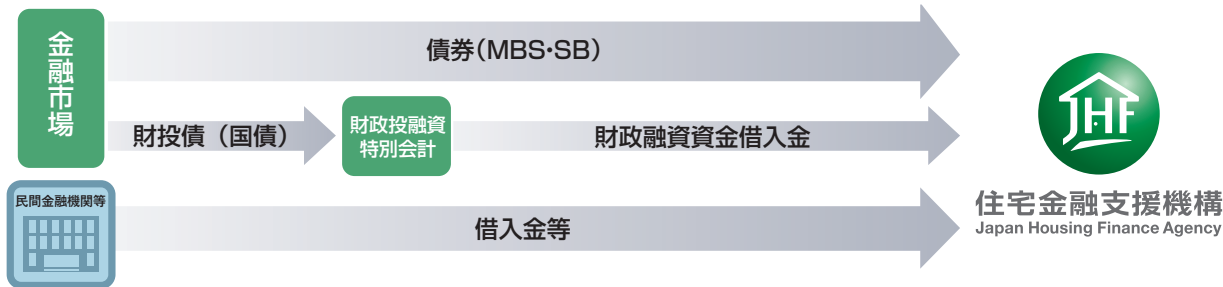 金融市場
債券(MBS・SB)
財投債(国債)
財政投融資
特別会計
財政融資資金借入金
民間金融機関等
借入金等
JHF
住宅金融支援機構
Japan Housing Finance Agency